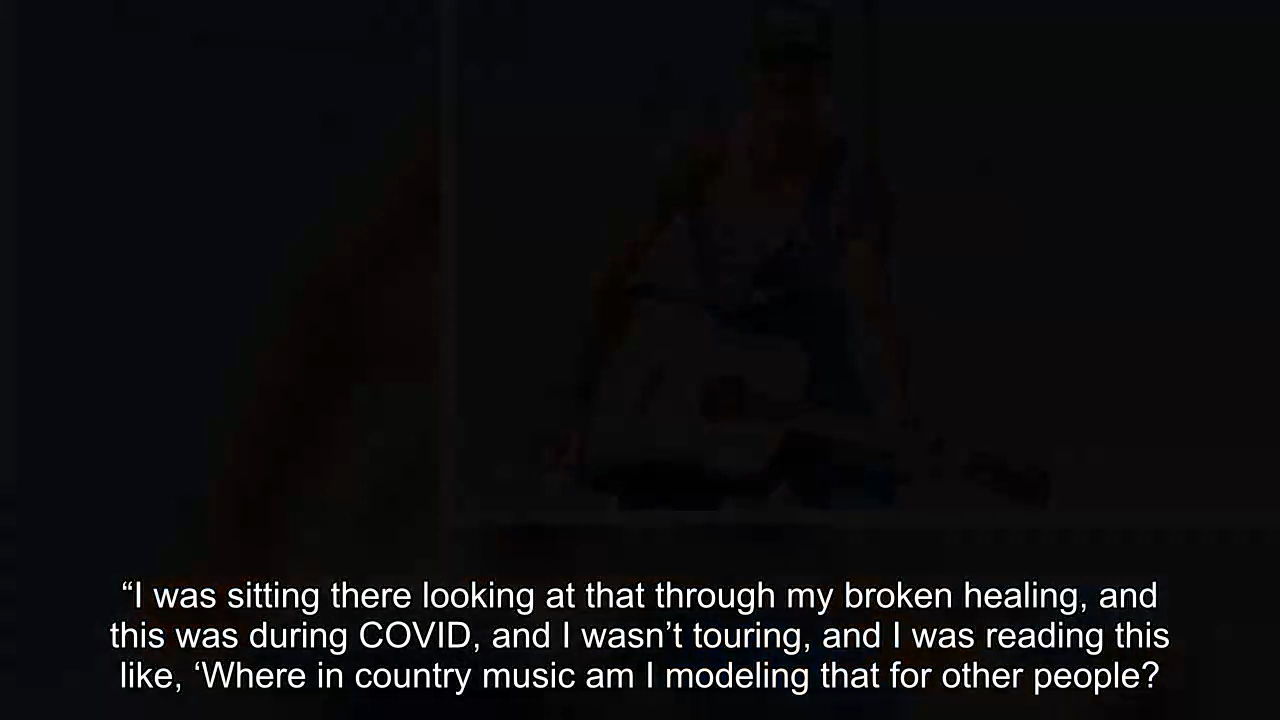 “I was sitting there looking at that through my broken healing, and
this was during COVID, and I wasn’t touring, and I was reading this
like, ‘Where in country music am I modeling that for other people?